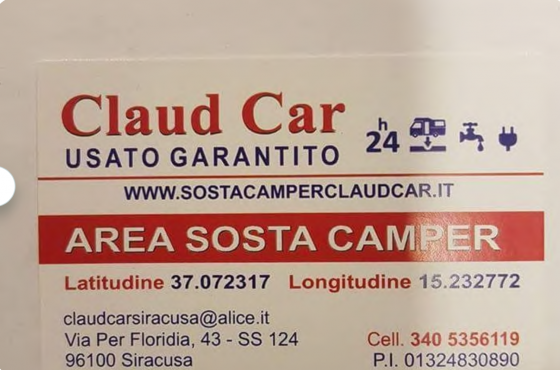 Claud Car
h
24
USATO GARANTITO
WWW.SOSTACAMPERCLAUDCAR.IT
AREA SOSTA CAMPER
Latitudine 37.072317 Longitudine 15.232772
claudcarsiracusa@alice.it
Via Per Floridia, 43 - SS 124 Cell. 340 5356119
96100 Siracusa P.I. 01324830890